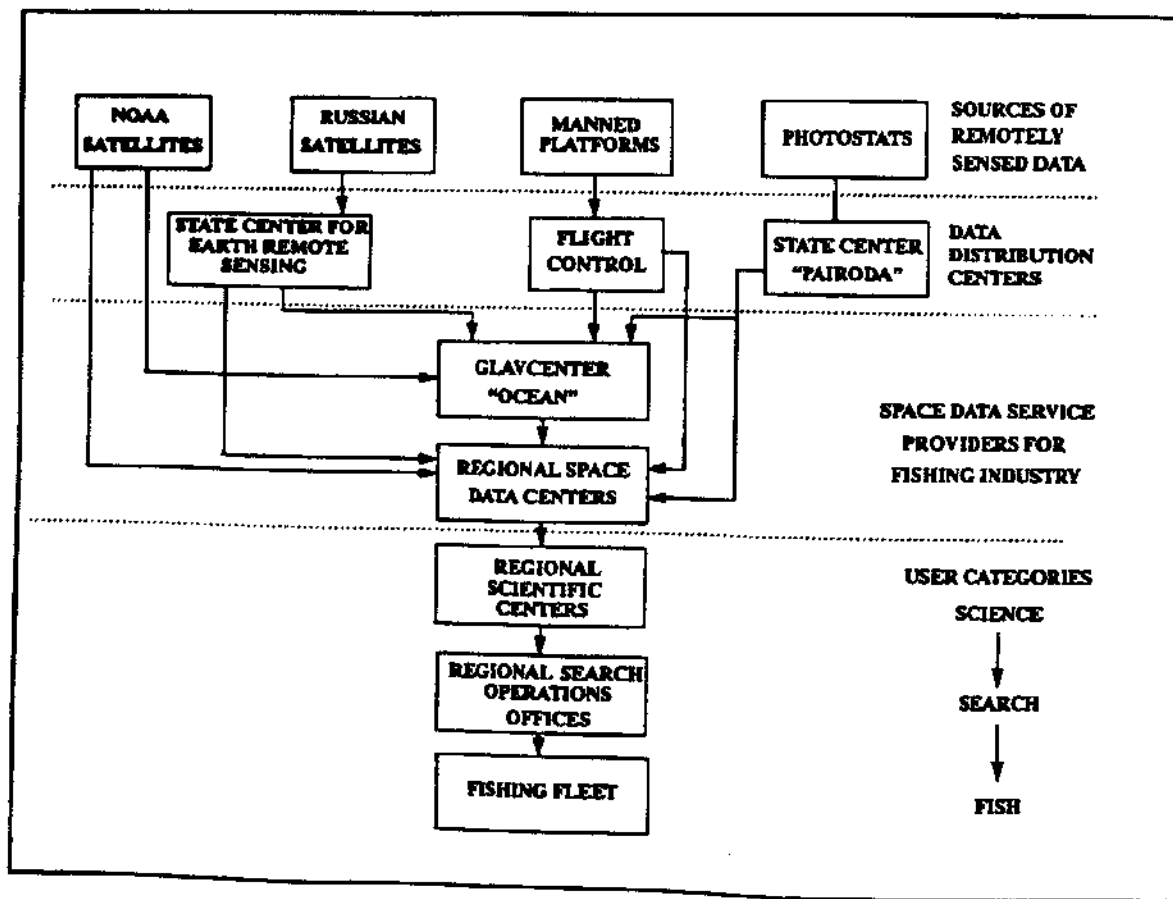 NOAA
SATELLITES
RUSSIAN
SATELLITES
MANNED
PLATFORMS
PHOTOSTATS
SOURCES OF
REMOTELY
SENSED DATA
STATE CENTER FOR
EARTH REMOTE
SENSING
FLIGHT
CONTROL
STATE CENTER
"PAIRODA"
DATA
DISTRIBUTION
CENTERS
GLAVCENTER
"OCEAN"
REGIONAL SPACE
DATA CENTERS
SPACE DATA SERVICE
PROVIDERS FOR
FISHING INDUSTRY
REGIONAL
SCIENTIFIC
CENTERS
REGIONAL SEARCH
OPERATIONS
OFFICES
FISHING FLEET
USER CATEGORIES
SCIENCE
SEARCH
FISH